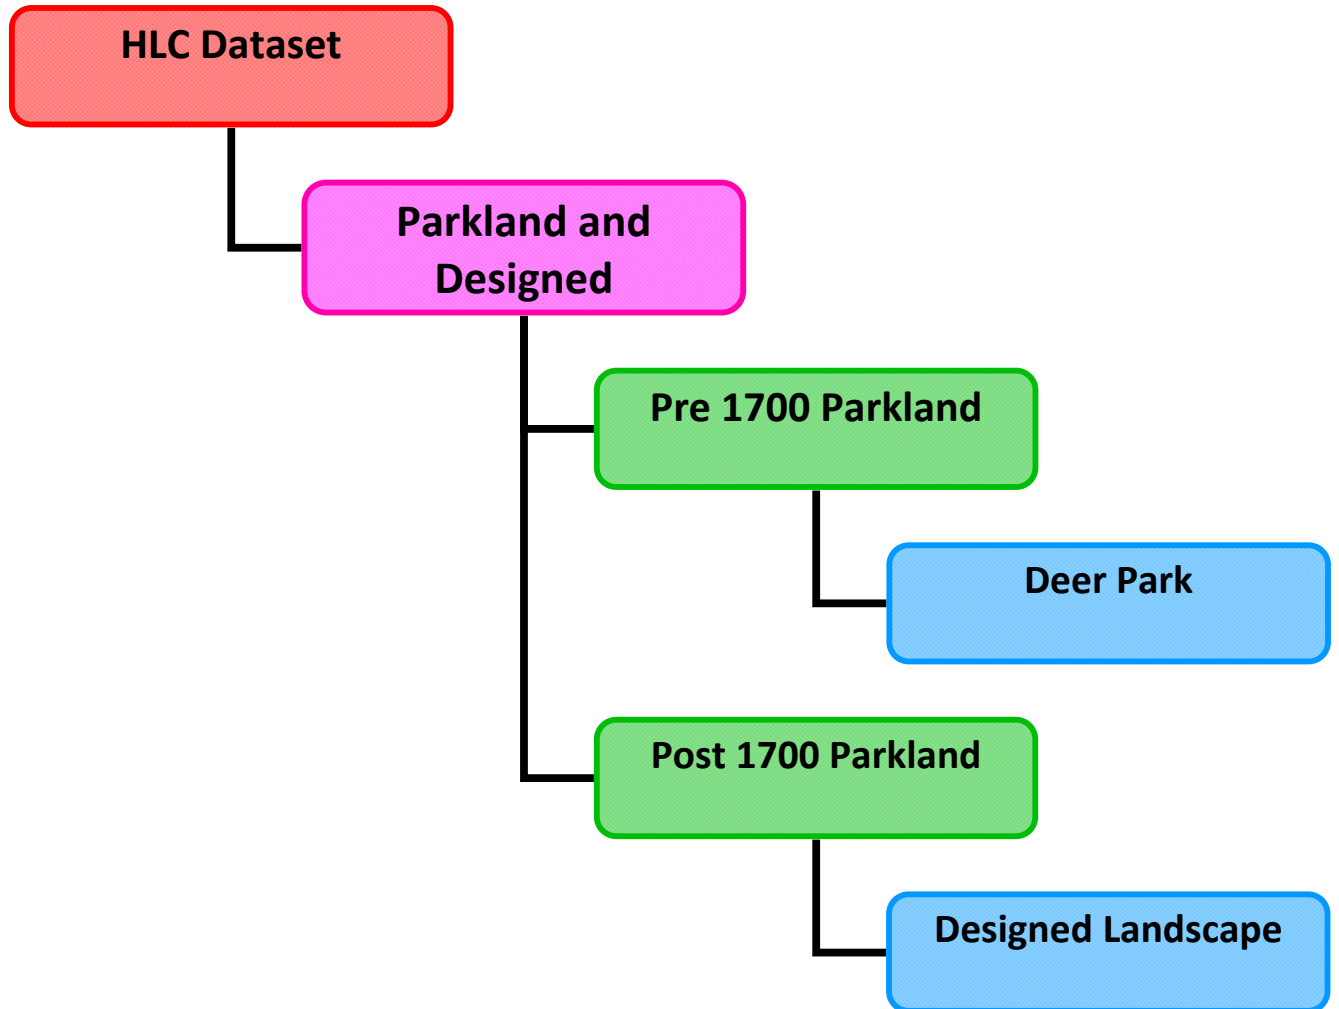 HLC Dataset
Parkland and
Designed
Pre 1700 Parkland
Deer Park
Post 1700 Parkland
Designed Landscape